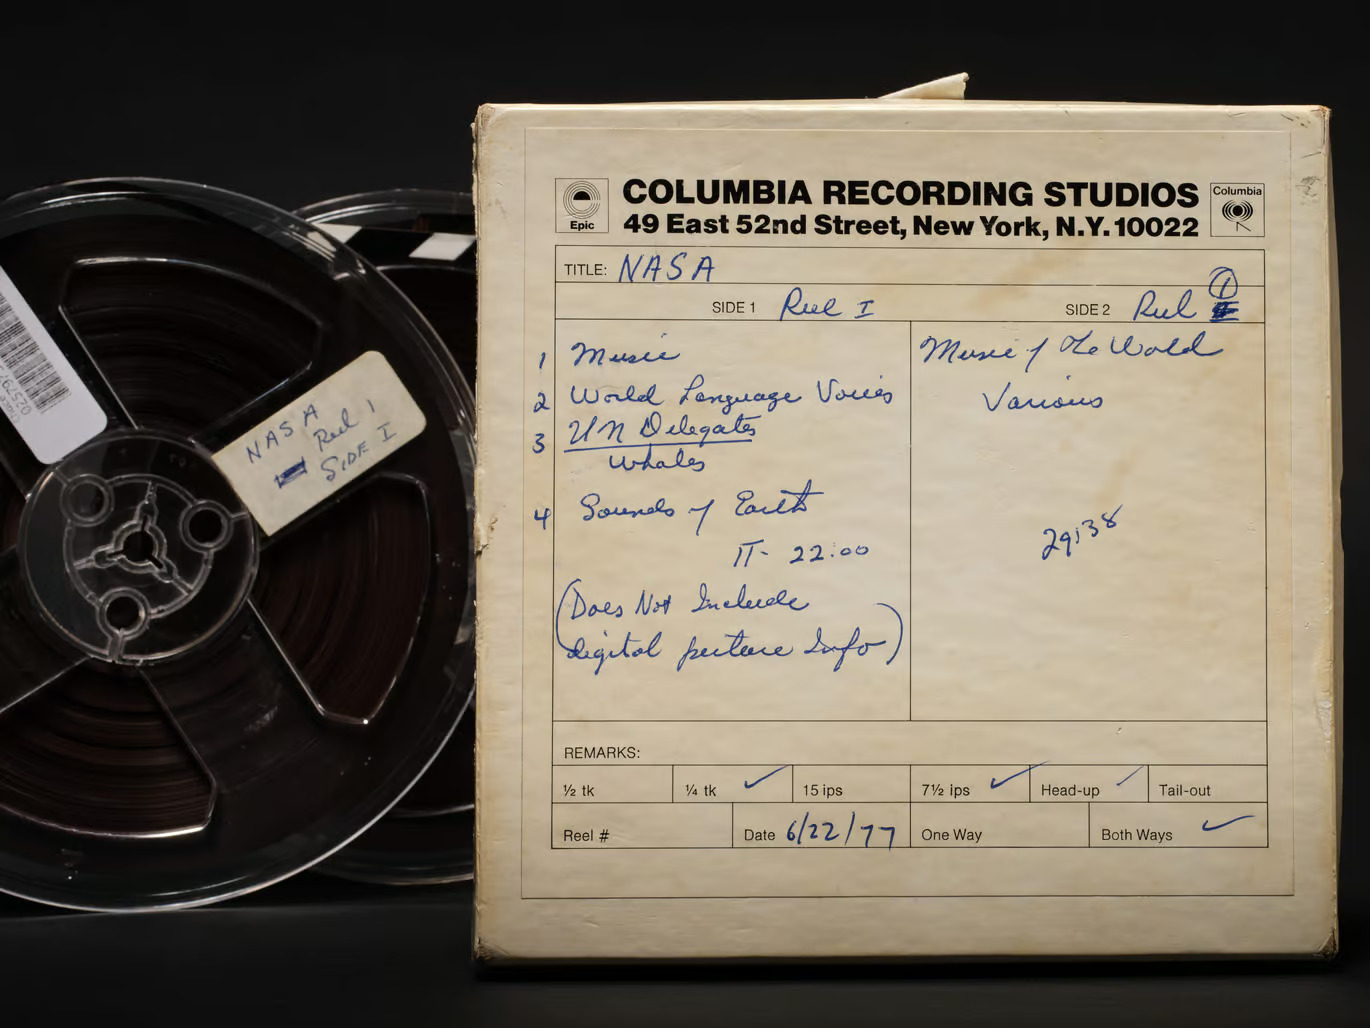 COLUMBIA RECORDING STUDIOS
49 East 52nd Street, New York, N.Y. 10022
Epic
Columbia
TITLE: NASA
SIDE 1 Reel I
SIDE 2 Reel 1
1 Music
2 World Language Voices
3 UN Delegates
Whales
4 Sounds of Earth
TT- 22:00
(Does Not Include
digital picture Info)
Music of the World
Various
29:38
REMARKS:
½ tk
¼ tk ✓
15 ips
7½ ips ✓
Head-up ✓
Tail-out
Reel #
Date 6/22/77
One Way
Both Ways ✓
NASA
Reel 1
SIDE I